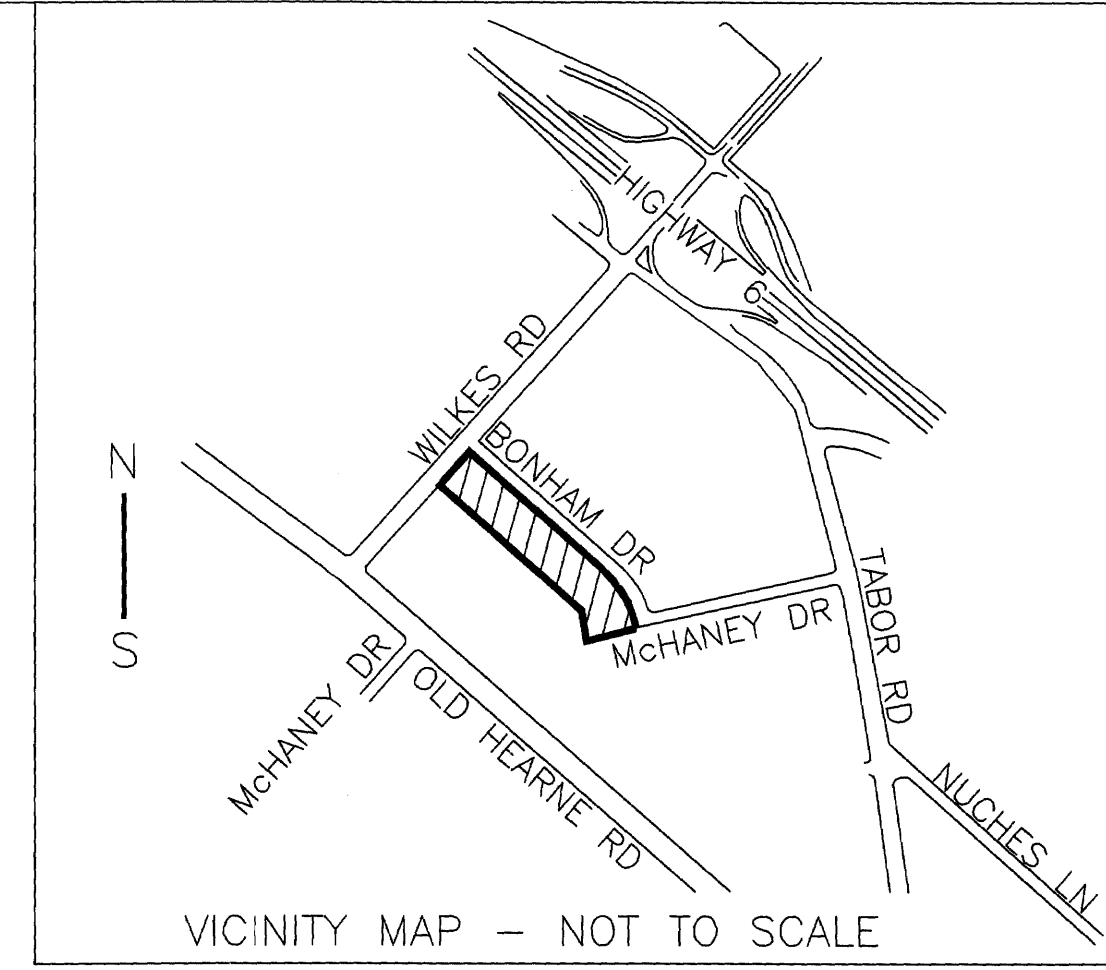 HIGHWAY 6
WILKES RD
BONHAM DR
N
S
TABOR RD
McHANEY DR
McHANEY DR
OLD HEARNE RD
NUCHES LN
VICINITY MAP – NOT TO SCALE